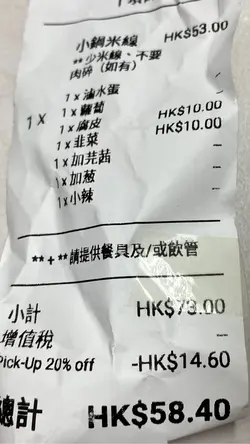 小鍋米線 HK$53.00
**少米線、不要
肉碎（如有）
1 x
1 x 滷水蛋
1 x 蘿蔔 HK$10.00
1 x 腐皮 HK$10.00
1 x 韭菜
1 x 加芫茜
1 x 加葱
1 x 小辣
** + ** 請提供餐具及/或飲管
小計 HK$73.00
增值稅
Pick-Up 20% off -HK$14.60
總計 HK$58.40